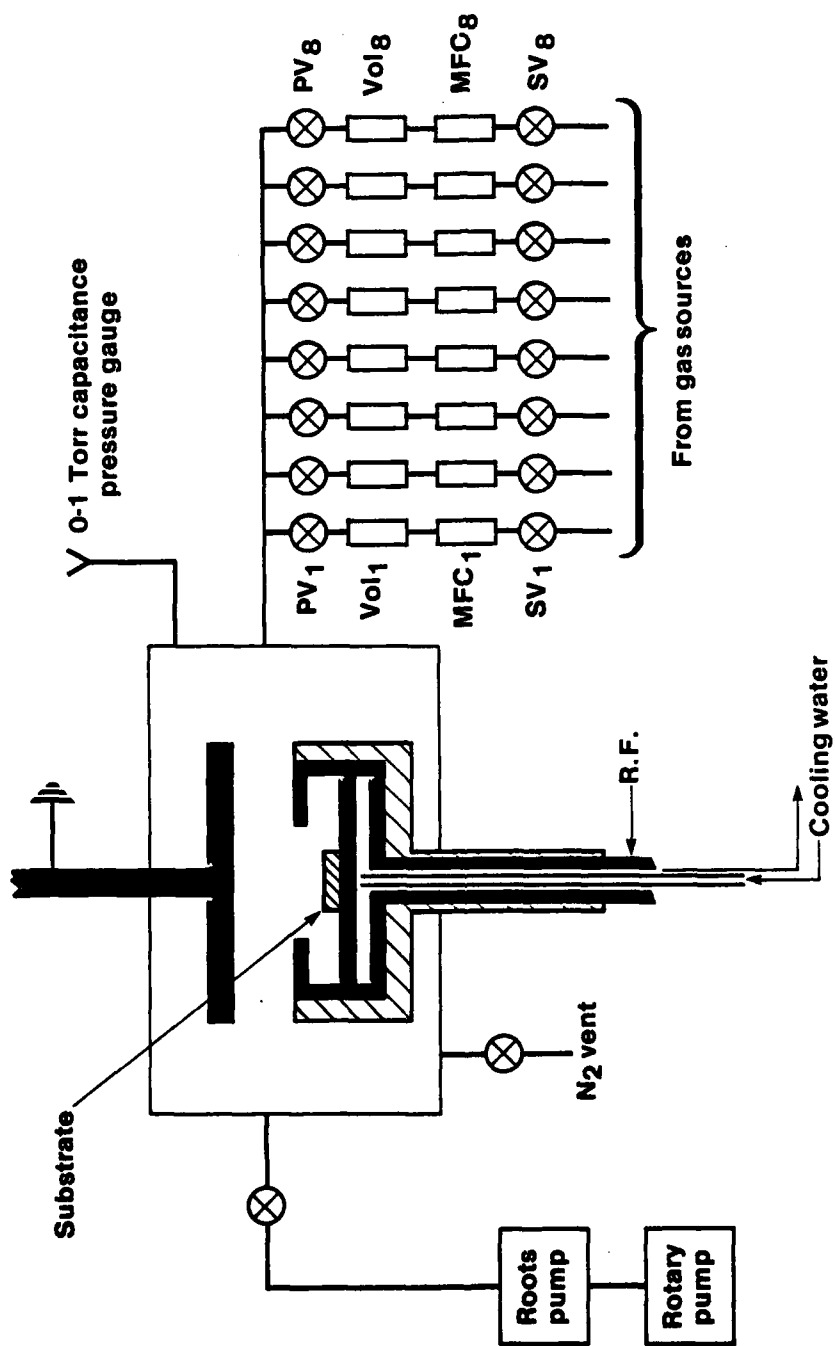 Substrate
O-1 Torr capacitance
pressure gauge
PV1
PV8
Vol1
Vol8
MFC1
MFC8
SV1
SV8
From gas sources
R.F.
Cooling water
N2 vent
Roots
pump
Rotary
pump